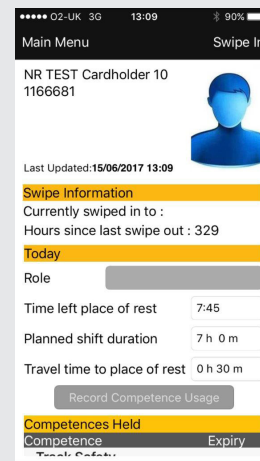 O2-UK 3G 13:09 90%
Main Menu Swipe In
NR TEST Cardholder 10
1166681
Last Updated:15/06/2017 13:09
Swipe Information
Currently swiped in to :
Hours since last swipe out : 329
Today
Role
Time left place of rest 7:45
Planned shift duration 7 h 0 m
Travel time to place of rest 0 h 30 m
Record Competence Usage
Competences Held
Competence Expiry
Track Safety